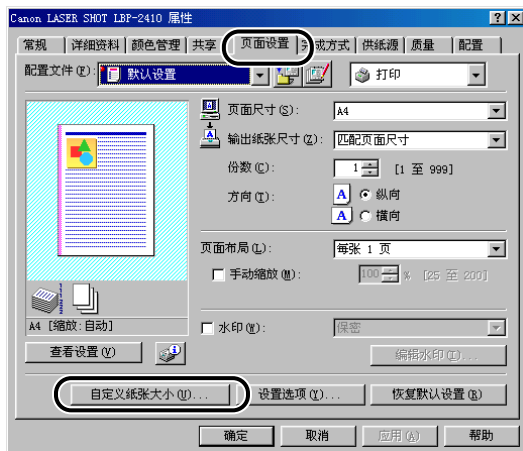 Canon LASER SHOT LBP-2410 属性
常规 详细资料 颜色管理 共享 页面设置 完成方式 供纸源 质量 配置
配置文件(F): 默认设置 打印
页面尺寸(S): A4
输出纸张尺寸(Z): 匹配页面尺寸
份数(C): 1 [1 至 999]
方向(T): A 纵向
A 横向
页面布局(L): 每张 1 页
手动缩放(M): 100 % [25 至 200]
A4 [缩放:自动]
水印(W): 保密
查看设置(V) 编辑水印(I)...
自定义纸张大小(U)... 设置选项(Y)... 恢复默认设置(R)
确定 取消 应用(A) 帮助